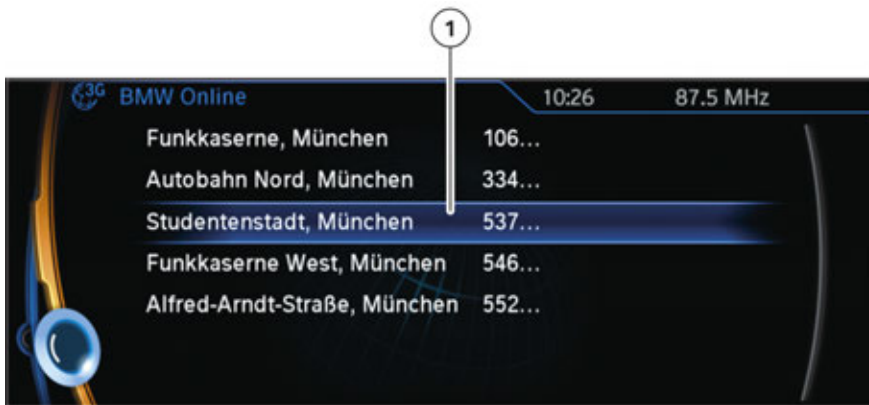 1
3G BMW Online 10:26 87.5 MHz
Funkkaserne, München 106...
Autobahn Nord, München 334...
Studentenstadt, München 537...
Funkkaserne West, München 546...
Alfred-Arndt-Straße, München 552...